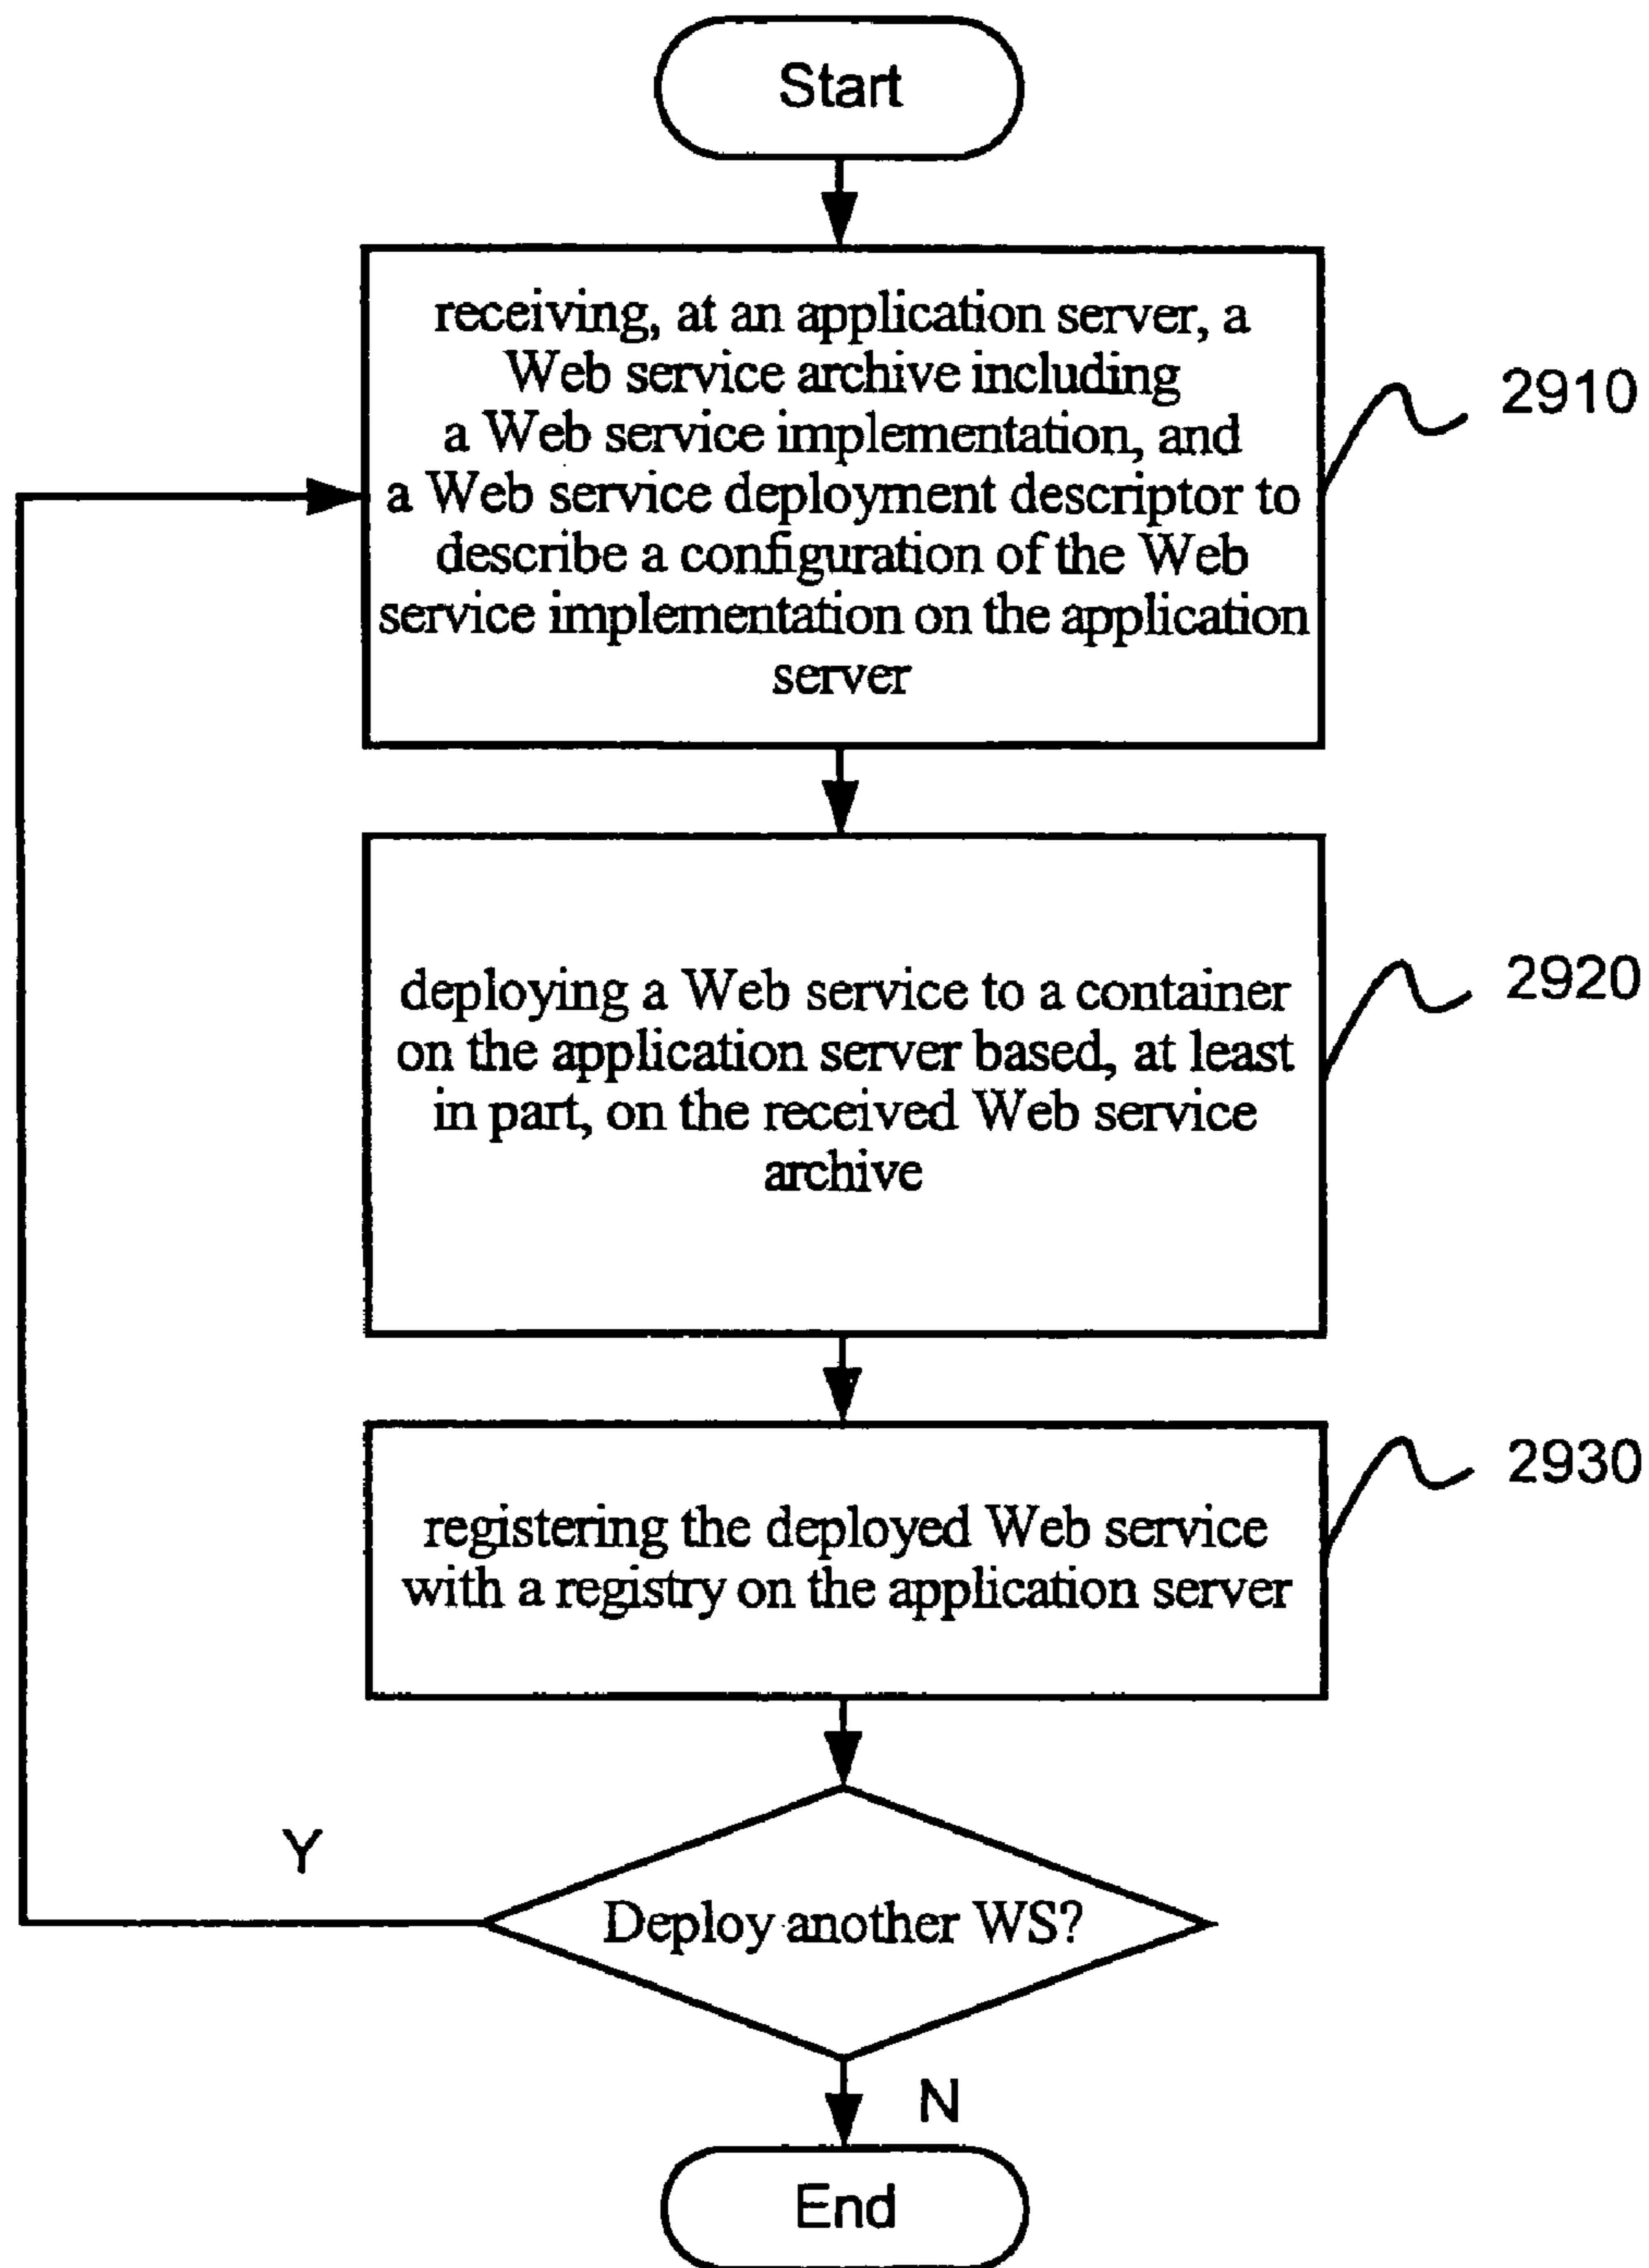 Start
receiving, at an application server, a
Web service archive including
a Web service implementation, and
a Web service deployment descriptor to
describe a configuration of the Web
service implementation on the application
server
2910
deploying a Web service to a container
on the application server based, at least
in part, on the received Web service
archive
2920
registering the deployed Web service
with a registry on the application server
2930
Y
Deploy another WS?
N
End